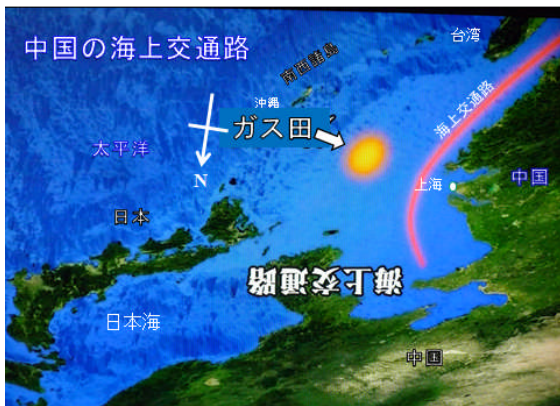 中国の海上交通路
台湾
南西諸島
沖縄
海上交通路
ガス田
太平洋
N
上海
中国
日本
海上交通路
日本海
中国